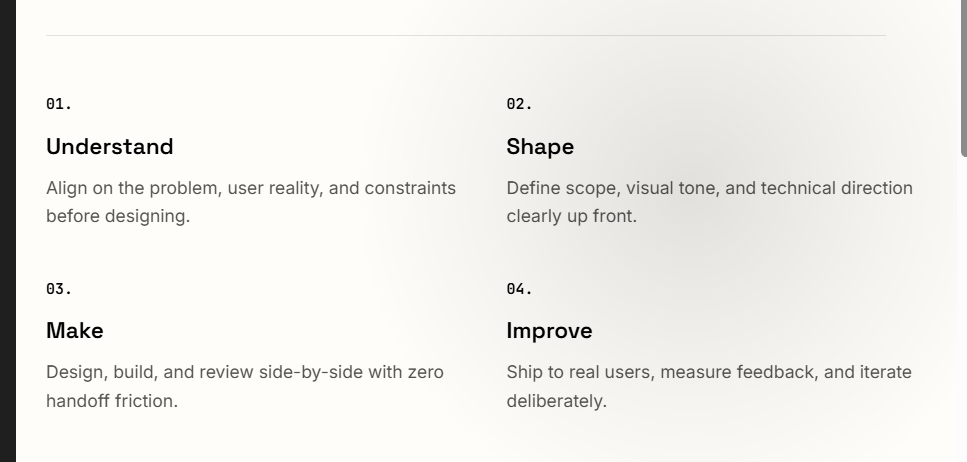 01.
Understand
Align on the problem, user reality, and constraints
before designing.
02.
Shape
Define scope, visual tone, and technical direction
clearly up front.
03.
Make
Design, build, and review side-by-side with zero
handoff friction.
04.
Improve
Ship to real users, measure feedback, and iterate
deliberately.